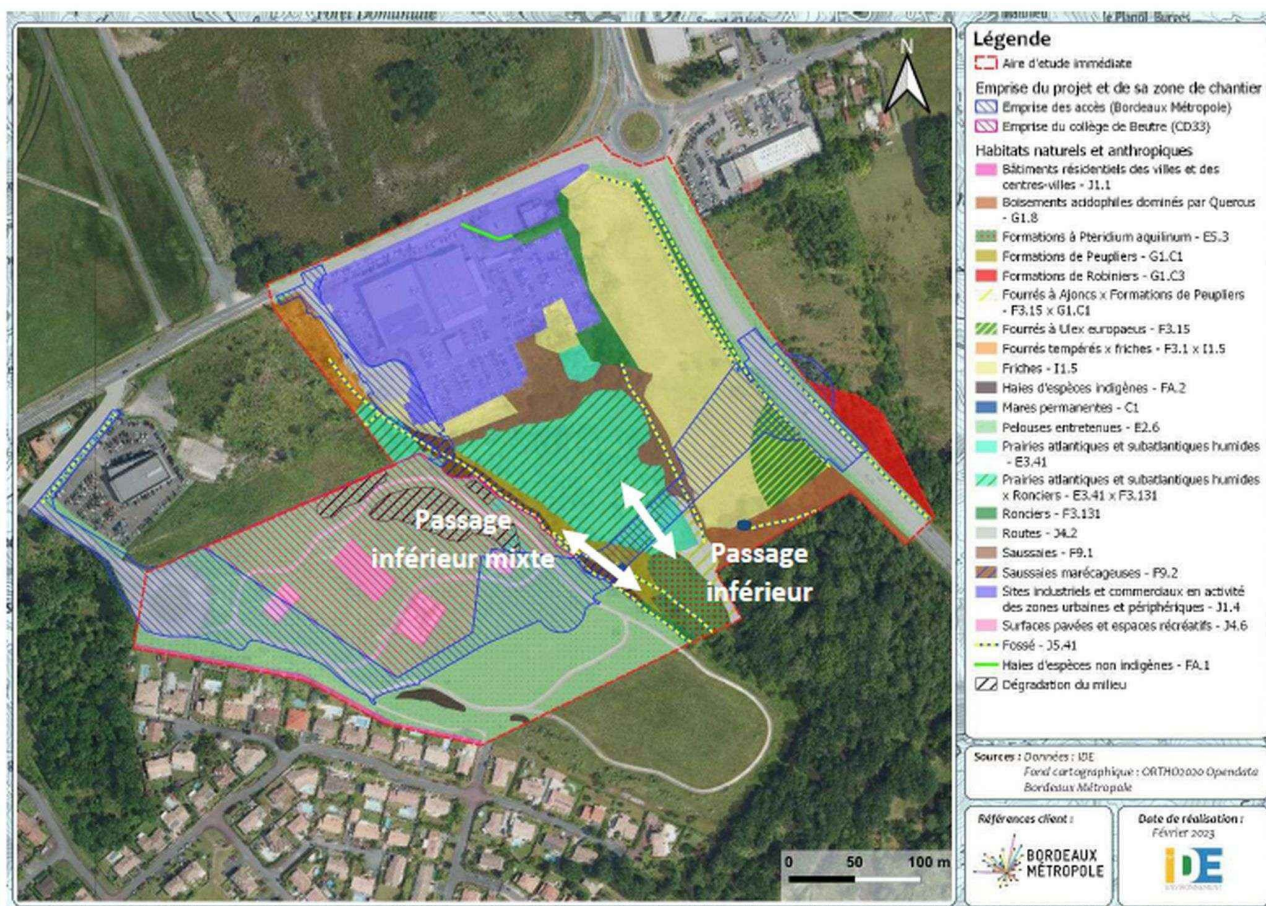 Forêt Domaniale
le Planol Burgès
N
Passage
inférieur mixte
Passage
inférieur
0 50 100 m
Légende
Aire d'étude immédiate
Emprise du projet et de sa zone de chantier
Emprise des accès (Bordeaux Métropole)
Emprise du collège de Beutre (CD33)
Habitats naturels et anthropiques
Bâtiments résidentiels des villes et des
centres-villes - J1.1
Boisements acidophiles dominés par Quercus
- G1.8
Formations à Pteridium aquilinum - E5.3
Formations de Peupliers - G1.C1
Formations de Robiniers - G1.C3
Fourrés à Ajoncs x Formations de Peupliers
- F3.15 x G1.C1
Fourrés à Ulex europaeus - F3.15
Fourrés tempérés x friches - F3.1 x I1.5
Friches - I1.5
Haies d'espèces indigènes - FA.2
Mares permanentes - C1
Pelouses entretenues - E2.6
Prairies atlantiques et subatlantiques humides
- E3.41
Prairies atlantiques et subatlantiques humides
x Ronciers - E3.41 x F3.131
Ronciers - F3.131
Routes - J4.2
Saussaies - F9.1
Saussaies marécageuses - F9.2
Sites industriels et commerciaux en activité
des zones urbaines et périphériques - J1.4
Surfaces pavées et espaces récréatifs - J4.6
Fossé - J5.41
Haies d'espèces non indigènes - FA.1
Dégradation du milieu
Sources : Données : IDE
Fond cartographique : ORTHO2020 Opendata
Bordeaux Métropole
Références client :
BORDEAUX
MÉTROPOLE
Date de réalisation :
Février 2023
iDE
ENVIRONNEMENT